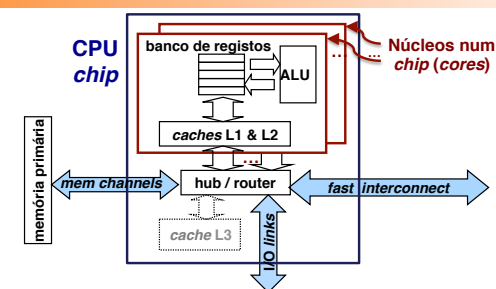 CPU
chip
banco de registos
ALU
... ...
Núcleos num
chip (cores)
caches L1 & L2
...
memória primária
mem channels
hub / router
fast interconnect
cache L3
I/O links